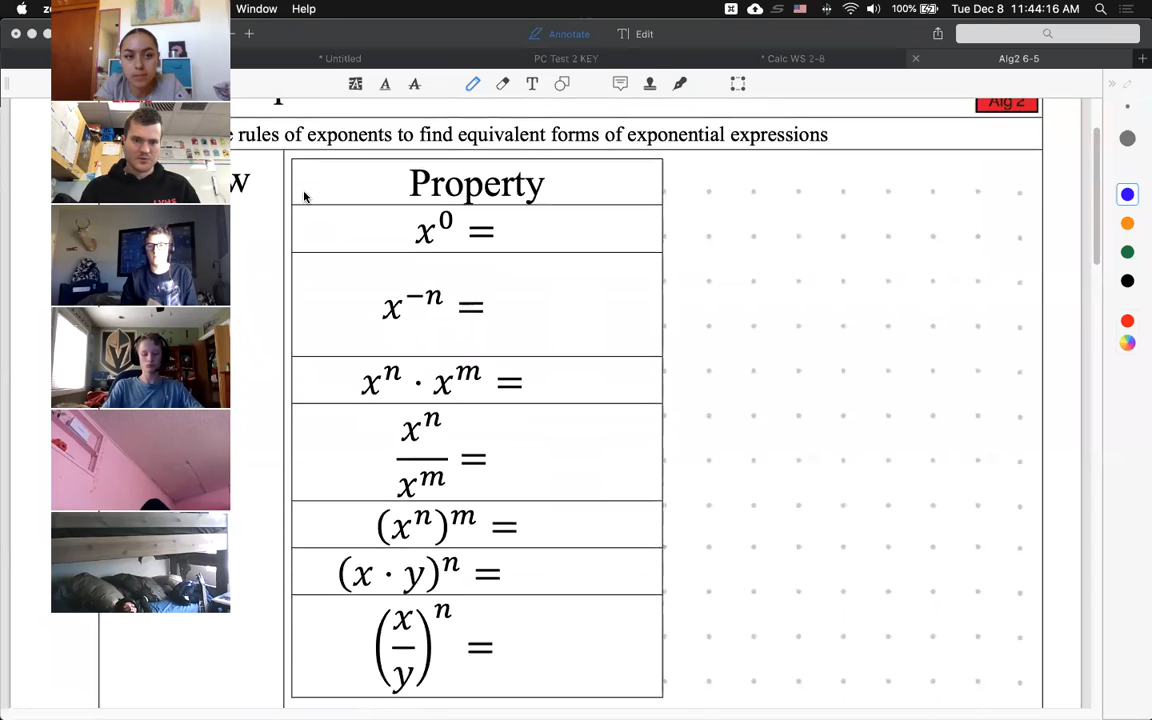 Window Help
100% Tue Dec 8 11:44:16 AM
Annotate Edit
* Untitled PC Test 2 KEY * Calc WS 2-8 Alg2 6-5
Alg 2
rules of exponents to find equivalent forms of exponential expressions
Property
x⁰ =
x⁻ⁿ =
xⁿ · xᵐ =
xⁿ/xᵐ =
(xⁿ)ᵐ =
(x · y)ⁿ =
(x/y)ⁿ =